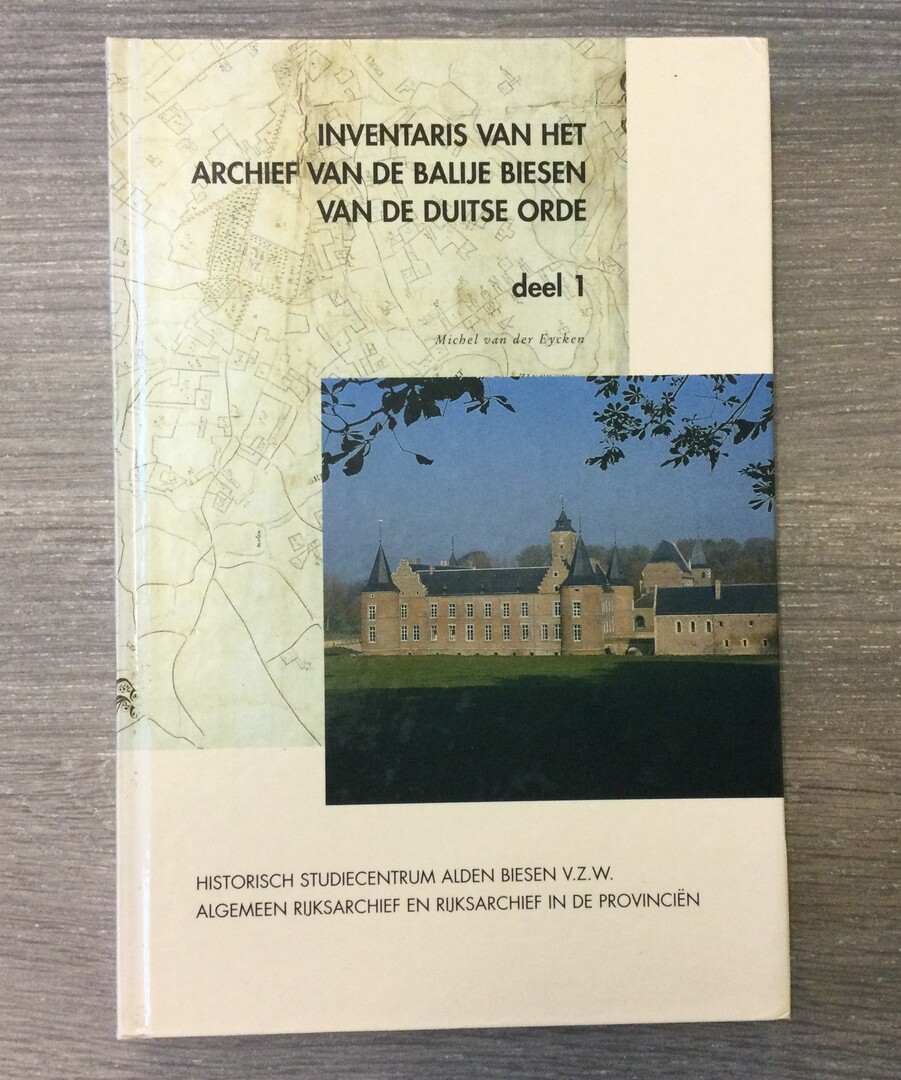 INVENTARIS VAN HET
ARCHIEF VAN DE BALIJE BIESEN
VAN DE DUITSE ORDE
deel 1
Michel van der Eycken
HISTORISCH STUDIECENTRUM ALDEN BIESEN V.Z.W.
ALGEMEEN RIJKSARCHIEF EN RIJKSARCHIEF IN DE PROVINCIËN